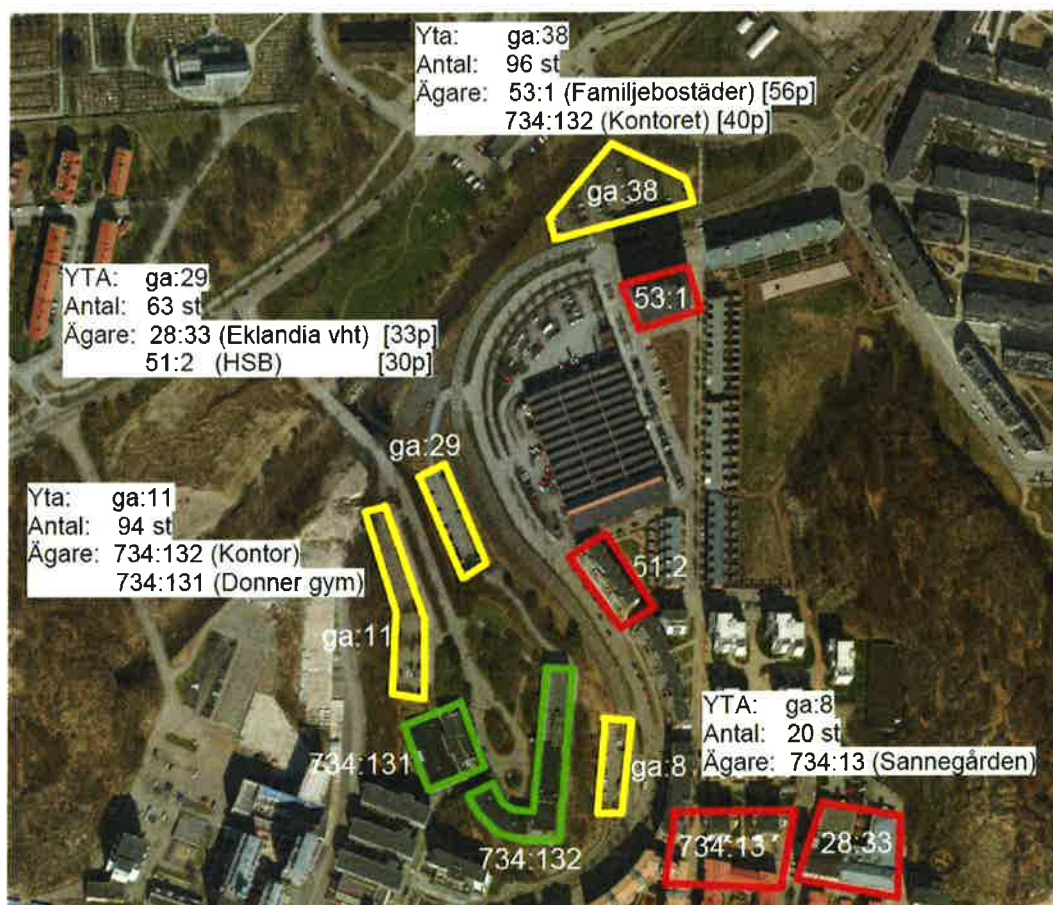 Yta: ga:38
Antal: 96 st
Ägare: 53:1 (Familjebostäder) [56p]
734:132 (Kontoret) [40p]
ga:38
53:1
YTA: ga:29
Antal: 63 st
Ägare: 28:33 (Eklandia vht) [33p]
51:2 (HSB) [30p]
ga:29
Yta: ga:11
Antal: 94 st
Ägare: 734:132 (Kontor)
734:131 (Donner gym)
51:2
ga:11
YTA: ga:8
Antal: 20 st
Ägare: 734:13 (Sannegården)
734:131
ga:8
734:132
734:13
28:33